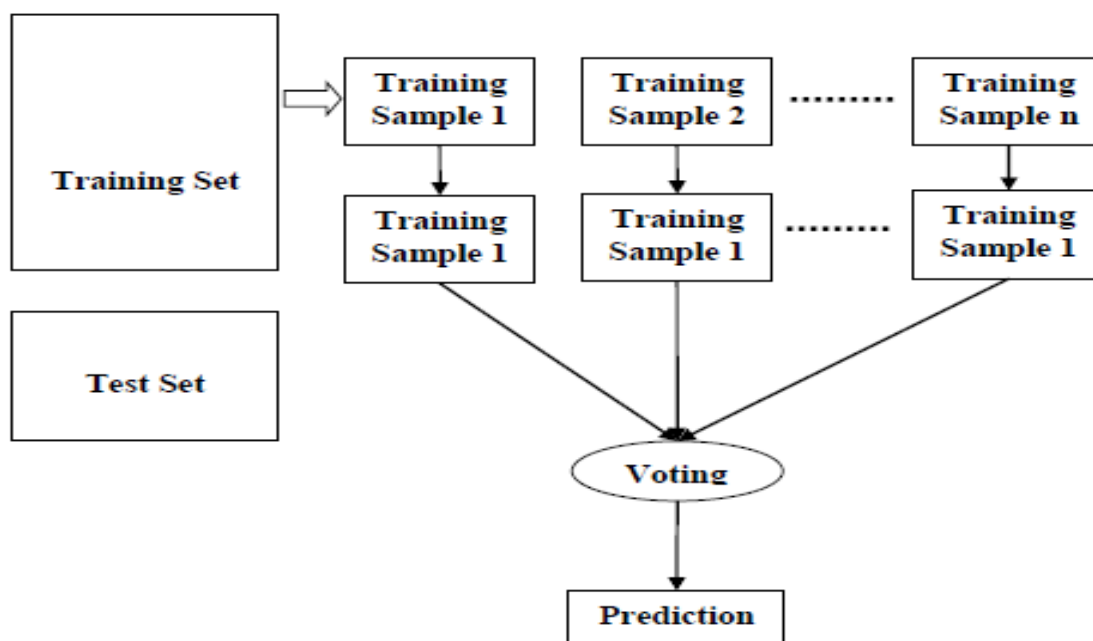 Training Set
Test Set
Training
Sample 1
Training
Sample 2
Training
Sample n
Training
Sample 1
Training
Sample 1
Training
Sample 1
Voting
Prediction